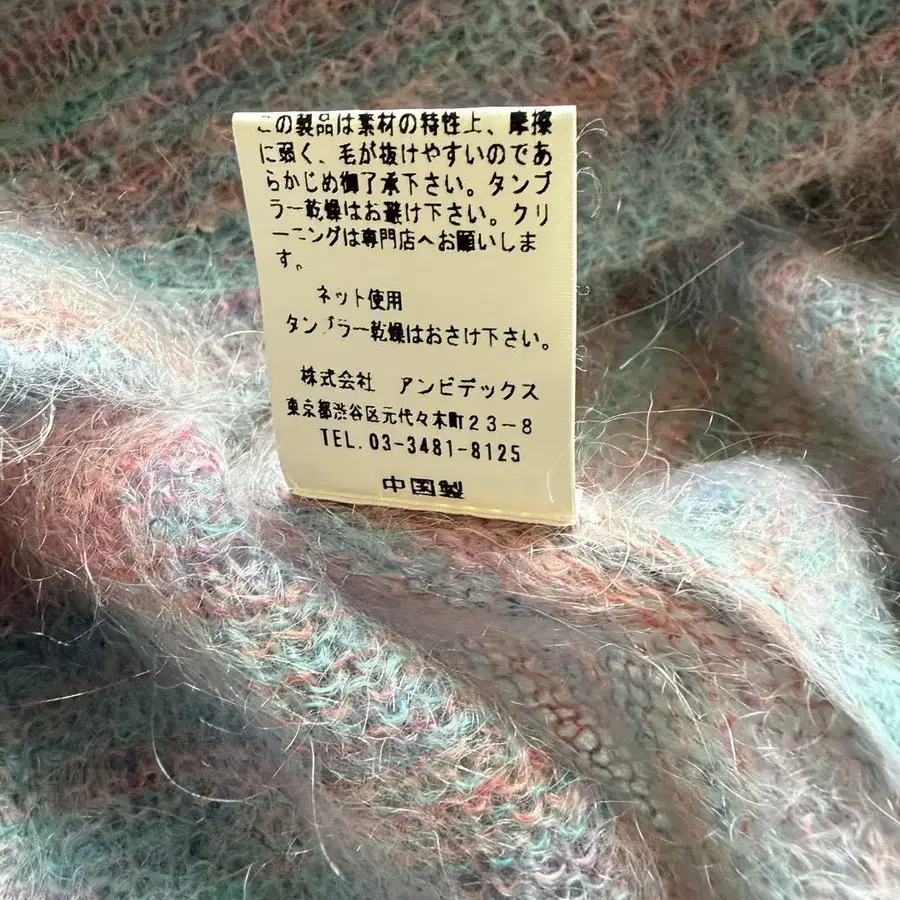 この製品は素材の特性上、摩擦
に弱く、毛が抜けやすいのであ
らかじめ御了承下さい。タンブ
ラー乾燥はお避け下さい。クリ
ーニングは専門店へお願いしま
す。
ネット使用
タンブラー乾燥はおさけ下さい。
株式会社 アンビデックス
東京都渋谷区元代々木町23-8
TEL.03-3481-8125
中国製